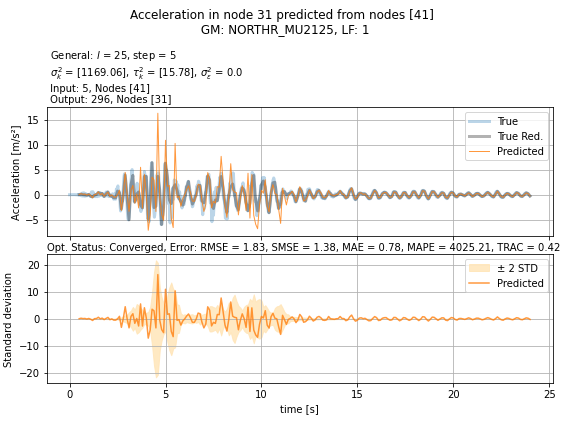 Acceleration in node 31 predicted from nodes [41]
GM: NORTHR_MU2125, LF: 1
General: l = 25, step = 5
σ²ₖ = [1169.06], τ²ₖ = [15.78], σ²_ε = 0.0
Input: 5, Nodes [41]
Output: 296, Nodes [31]
15
10
5
0
−5
Acceleration [m/s²]
True
True Red.
Predicted
Opt. Status: Converged, Error: RMSE = 1.83, SMSE = 1.38, MAE = 0.78, MAPE = 4025.21, TRAC = 0.42
20
10
0
−10
−20
Standard deviation
± 2 STD
Predicted
0 5 10 15 20 25
time [s]